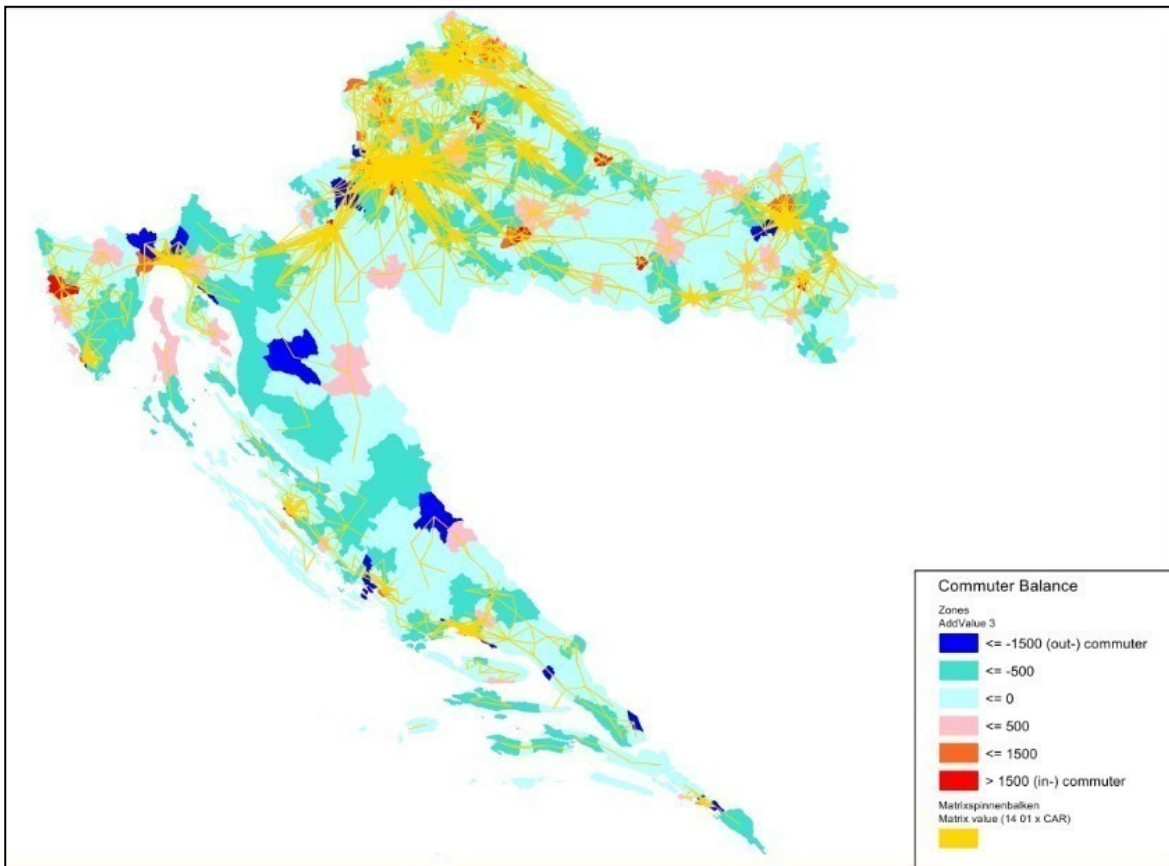 Commuter Balance
Zones
AddValue 3
<= -1500 (out-) commuter
<= -500
<= 0
<= 500
<= 1500
> 1500 (in-) commuter
Matrixspinnenbalken
Matrix value (14 01 x CAR)